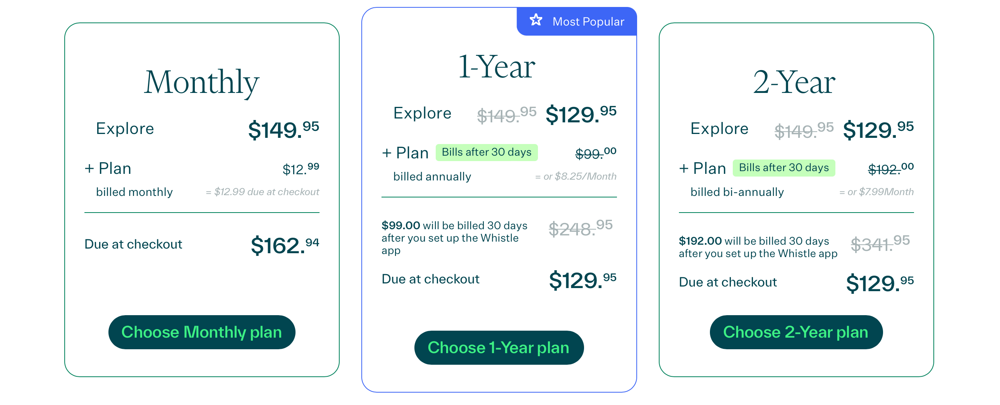 Monthly
Explore $149.95
+ Plan $12.99
billed monthly = $12.99 due at checkout
Due at checkout $162.94
Choose Monthly plan
Most Popular
1-Year
Explore $149.95 $129.95
+ Plan Bills after 30 days $99.00
billed annually = or $8.25/Month
$99.00 will be billed 30 days $248.95
after you set up the Whistle
app
Due at checkout $129.95
Choose 1-Year plan
2-Year
Explore $149.95 $129.95
+ Plan Bills after 30 days $192.00
billed bi-annually = or $7.99Month
$192.00 will be billed 30 days $341.95
after you set up the Whistle app
Due at checkout $129.95
Choose 2-Year plan